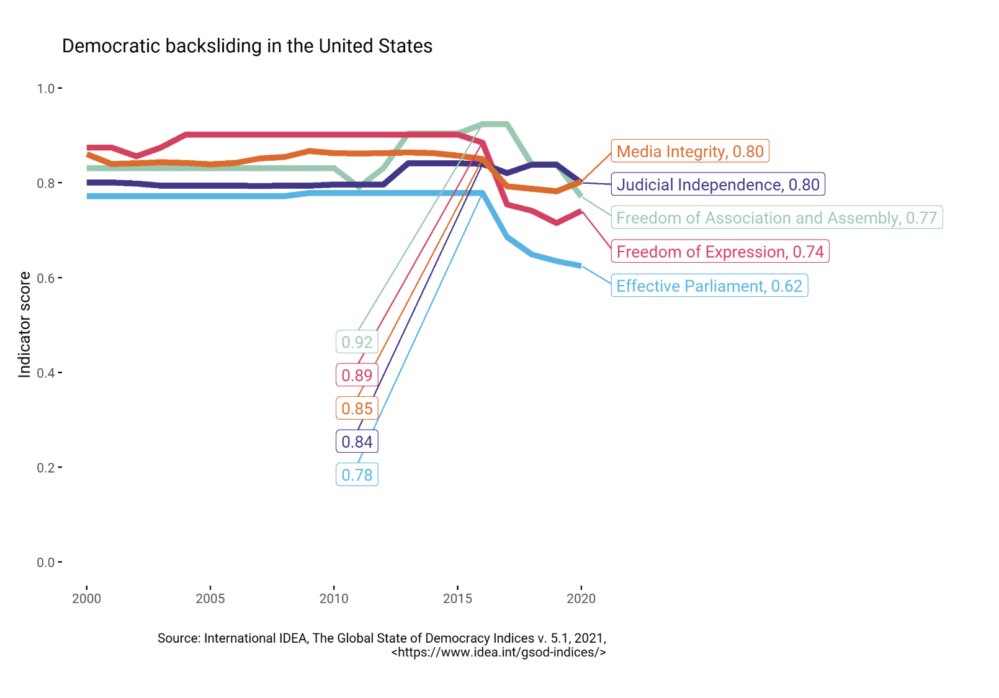 Democratic backsliding in the United States
1.0
0.8
0.6
0.4
0.2
0.0
Indicator score
Media Integrity, 0.80
Judicial Independence, 0.80
Freedom of Association and Assembly, 0.77
Freedom of Expression, 0.74
Effective Parliament, 0.62
0.92
0.89
0.85
0.84
0.78
2000 2005 2010 2015 2020
Source: International IDEA, The Global State of Democracy Indices v. 5.1, 2021,
<https://www.idea.int/gsod-indices/>